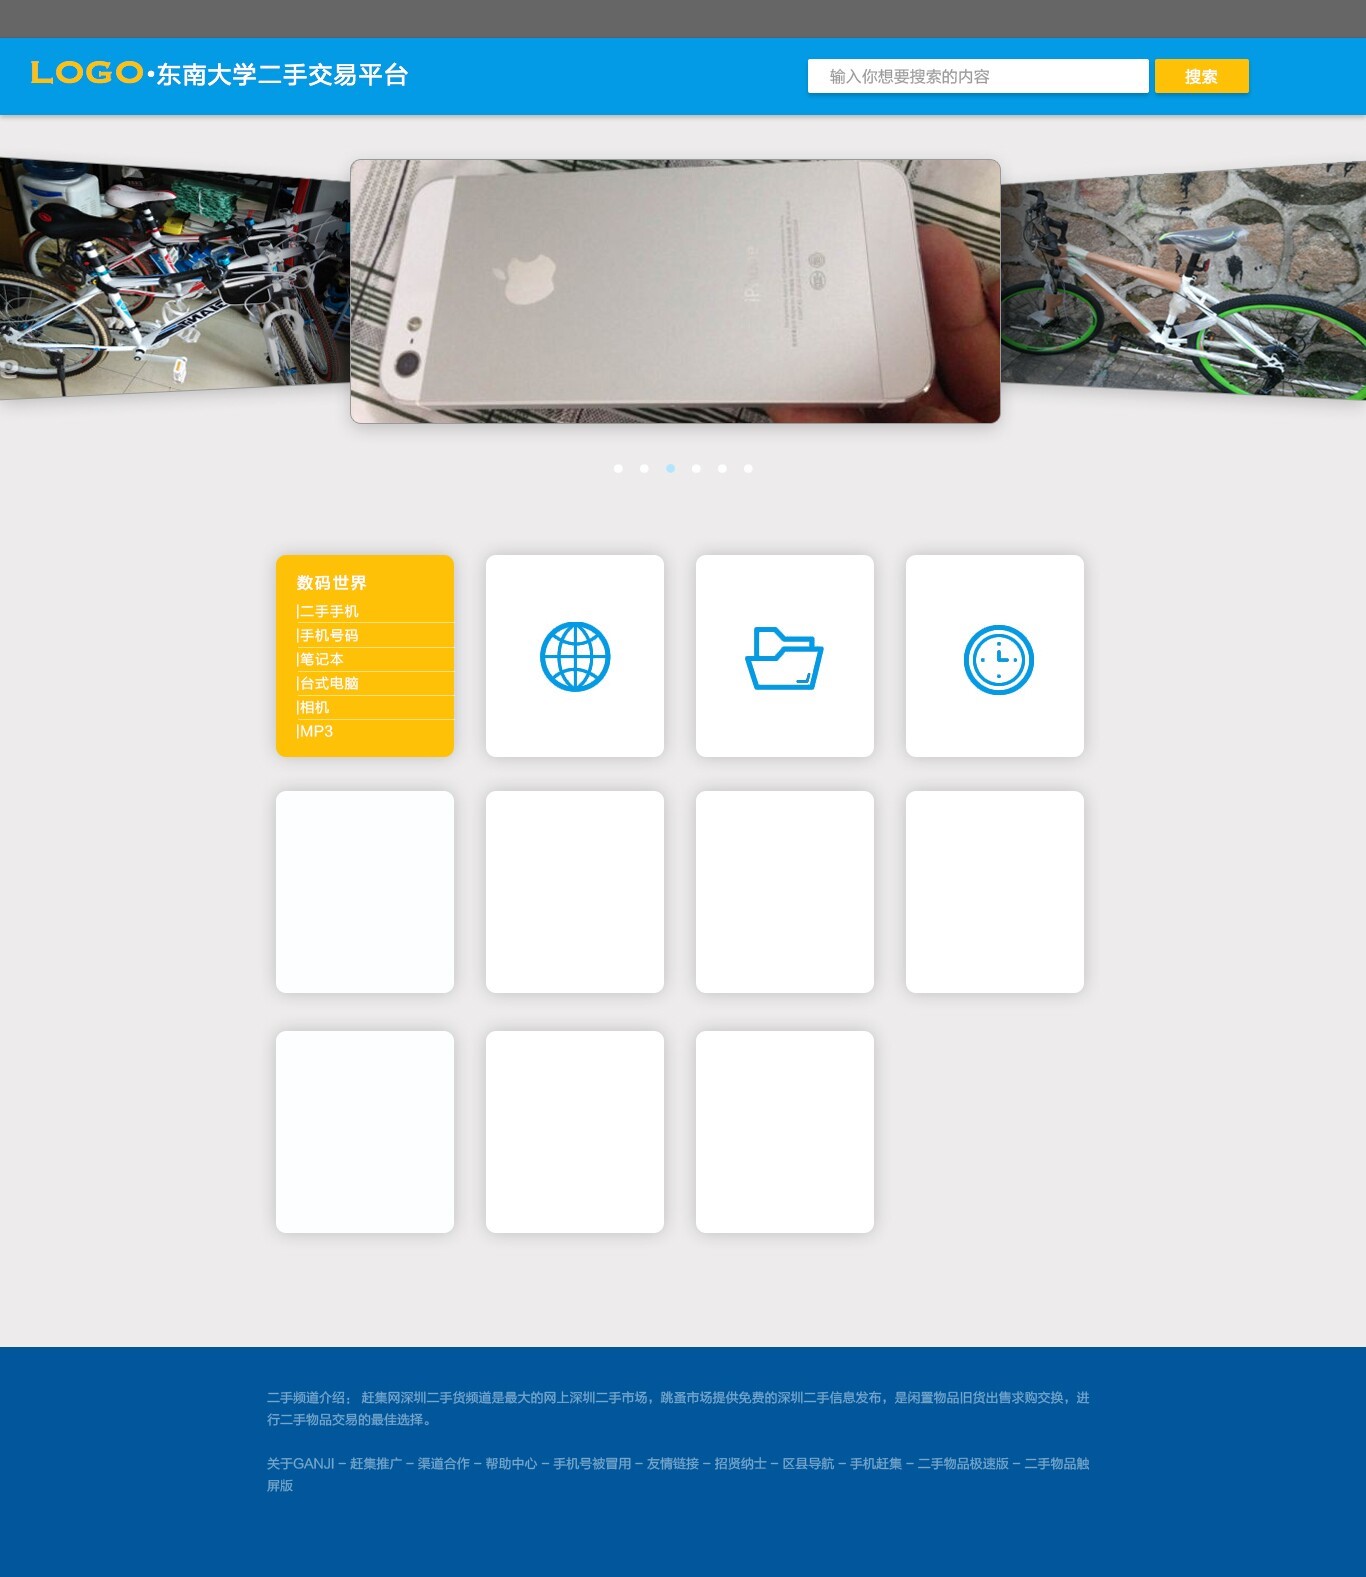 LOGO·东南大学二手交易平台
输入你想要搜索的内容
搜索
iPhone
数码世界
|二手手机
|手机号码
|笔记本
|台式电脑
|相机
|MP3
二手频道介绍： 赶集网深圳二手货频道是最大的网上深圳二手市场，跳蚤市场提供免费的深圳二手信息发布，是闲置物品旧货出售求购交换，进
行二手物品交易的最佳选择。
关于GANJI – 赶集推广 – 渠道合作 – 帮助中心 – 手机号被冒用 – 友情链接 – 招贤纳士 – 区县导航 – 手机赶集 – 二手物品极速版 – 二手物品触
屏版